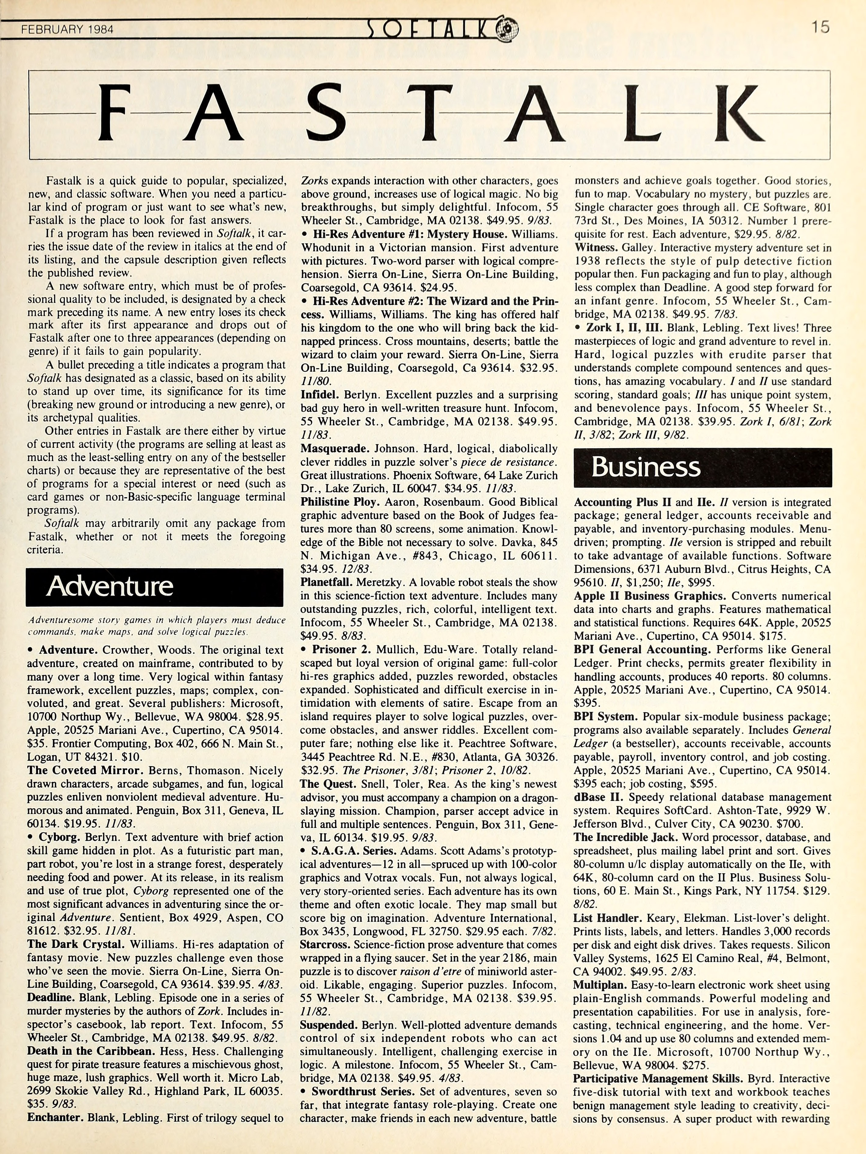 FEBRUARY 1984
SOFTALK
15
FASTALK
Fastalk is a quick guide to popular, specialized,
new, and classic software. When you need a particu-
lar kind of program or just want to see what's new,
Fastalk is the place to look for fast answers.
If a program has been reviewed in Softalk, it car-
ries the issue date of the review in italics at the end of
its listing, and the capsule description given reflects
the published review.
A new software entry, which must be of profes-
sional quality to be included, is designated by a check
mark preceding its name. A new entry loses its check
mark after its first appearance and drops out of
Fastalk after one to three appearances (depending on
genre) if it fails to gain popularity.
A bullet preceding a title indicates a program that
Softalk has designated as a classic, based on its ability
to stand up over time, its significance for its time
(breaking new ground or introducing a new genre), or
its archetypal qualities.
Other entries in Fastalk are there either by virtue
of current activity (the programs are selling at least as
much as the least-selling entry on any of the bestseller
charts) or because they are representative of the best
of programs for a special interest or need (such as
card games or non-Basic-specific language terminal
programs).
Softalk may arbitrarily omit any package from
Fastalk, whether or not it meets the foregoing
criteria.
Adventure
Adventuresome story games in which players must deduce
commands, make maps, and solve logical puzzles.
• Adventure. Crowther, Woods. The original text
adventure, created on mainframe, contributed to by
many over a long time. Very logical within fantasy
framework, excellent puzzles, maps; complex, con-
voluted, and great. Several publishers: Microsoft,
10700 Northup Wy., Bellevue, WA 98004. $28.95.
Apple, 20525 Mariani Ave., Cupertino, CA 95014.
$35. Frontier Computing, Box 402, 666 N. Main St.,
Logan, UT 84321. $10.
The Coveted Mirror. Berns, Thomason. Nicely
drawn characters, arcade subgames, and fun, logical
puzzles enliven nonviolent medieval adventure. Hu-
morous and animated. Penguin, Box 311, Geneva, IL
60134. $19.95. 11/83.
• Cyborg. Berlyn. Text adventure with brief action
skill game hidden in plot. As a futuristic part man,
part robot, you're lost in a strange forest, desperately
needing food and power. At its release, in its realism
and use of true plot, Cyborg represented one of the
most significant advances in adventuring since the or-
iginal Adventure. Sentient, Box 4929, Aspen, CO
81612. $32.95. 11/81.
The Dark Crystal. Williams. Hi-res adaptation of
fantasy movie. New puzzles challenge even those
who've seen the movie. Sierra On-Line, Sierra On-
Line Building, Coarsegold, CA 93614. $39.95. 4/83.
Deadline. Blank, Lebling. Episode one in a series of
murder mysteries by the authors of Zork. Includes in-
spector's casebook, lab report. Text. Infocom, 55
Wheeler St., Cambridge, MA 02138. $49.95. 8/82.
Death in the Caribbean. Hess, Hess. Challenging
quest for pirate treasure features a mischievous ghost,
huge maze, lush graphics. Well worth it. Micro Lab,
2699 Skokie Valley Rd., Highland Park, IL 60035.
$35. 9/83.
Enchanter. Blank, Lebling. First of trilogy sequel to
Zorks expands interaction with other characters, goes
above ground, increases use of logical magic. No big
breakthroughs, but simply delightful. Infocom, 55
Wheeler St., Cambridge, MA 02138. $49.95. 9/83.
• Hi-Res Adventure #1: Mystery House. Williams.
Whodunit in a Victorian mansion. First adventure
with pictures. Two-word parser with logical compre-
hension. Sierra On-Line, Sierra On-Line Building,
Coarsegold, CA 93614. $24.95.
• Hi-Res Adventure #2: The Wizard and the Prin-
cess. Williams, Williams. The king has offered half
his kingdom to the one who will bring back the kid-
napped princess. Cross mountains, deserts; battle the
wizard to claim your reward. Sierra On-Line, Sierra
On-Line Building, Coarsegold, Ca 93614. $32.95.
11/80.
Infidel. Berlyn. Excellent puzzles and a surprising
bad guy hero in well-written treasure hunt. Infocom,
55 Wheeler St., Cambridge, MA 02138. $49.95.
11/83.
Masquerade. Johnson. Hard, logical, diabolically
clever riddles in puzzle solver's piece de resistance.
Great illustrations. Phoenix Software, 64 Lake Zurich
Dr., Lake Zurich, IL 60047. $34.95. 11/83.
Philistine Ploy. Aaron, Rosenbaum. Good Biblical
graphic adventure based on the Book of Judges fea-
tures more than 80 screens, some animation. Knowl-
edge of the Bible not necessary to solve. Davka, 845
N. Michigan Ave., #843, Chicago, IL 60611.
$34.95. 12/83.
Planetfall. Meretzky. A lovable robot steals the show
in this science-fiction text adventure. Includes many
outstanding puzzles, rich, colorful, intelligent text.
Infocom, 55 Wheeler St., Cambridge, MA 02138.
$49.95. 8/83.
• Prisoner 2. Mullich, Edu-Ware. Totally reland-
scaped but loyal version of original game: full-color
hi-res graphics added, puzzles reworded, obstacles
expanded. Sophisticated and difficult exercise in in-
timidation with elements of satire. Escape from an
island requires player to solve logical puzzles, over-
come obstacles, and answer riddles. Excellent com-
puter fare; nothing else like it. Peachtree Software,
3445 Peachtree Rd. N.E., #830, Atlanta, GA 30326.
$32.95. The Prisoner, 3/81; Prisoner 2, 10/82.
The Quest. Snell, Toler, Rea. As the king's newest
advisor, you must accompany a champion on a dragon-
slaying mission. Champion, parser accept advice in
full and multiple sentences. Penguin, Box 311, Gene-
va, IL 60134. $19.95. 9/83.
• S.A.G.A. Series. Adams. Scott Adams's prototyp-
ical adventures—12 in all—spruced up with 100-color
graphics and Votrax vocals. Fun, not always logical,
very story-oriented series. Each adventure has its own
theme and often exotic locale. They map small but
score big on imagination. Adventure International,
Box 3435, Longwood, FL 32750. $29.95 each. 7/82.
Starcross. Science-fiction prose adventure that comes
wrapped in a flying saucer. Set in the year 2186, main
puzzle is to discover raison d'etre of miniworld aster-
oid. Likable, engaging. Superior puzzles. Infocom,
55 Wheeler St., Cambridge, MA 02138. $39.95.
11/82.
Suspended. Berlyn. Well-plotted adventure demands
control of six independent robots who can act
simultaneously. Intelligent, challenging exercise in
logic. A milestone. Infocom, 55 Wheeler St., Cam-
bridge, MA 02138. $49.95. 4/83.
• Swordthrust Series. Set of adventures, seven so
far, that integrate fantasy role-playing. Create one
character, make friends in each new adventure, battle
monsters and achieve goals together. Good stories,
fun to map. Vocabulary no mystery, but puzzles are.
Single character goes through all. CE Software, 801
73rd St., Des Moines, IA 50312. Number 1 prere-
quisite for rest. Each adventure, $29.95. 8/82.
Witness. Galley. Interactive mystery adventure set in
1938 reflects the style of pulp detective fiction
popular then. Fun packaging and fun to play, although
less complex than Deadline. A good step forward for
an infant genre. Infocom, 55 Wheeler St., Cam-
bridge, MA 02138. $49.95. 7/83.
• Zork I, II, III. Blank, Lebling. Text lives! Three
masterpieces of logic and grand adventure to revel in.
Hard, logical puzzles with erudite parser that
understands complete compound sentences and ques-
tions, has amazing vocabulary. I and II use standard
scoring, standard goals; III has unique point system,
and benevolence pays. Infocom, 55 Wheeler St.,
Cambridge, MA 02138. $39.95. Zork I, 6/81; Zork
II, 3/82; Zork III, 9/82.
Business
Accounting Plus II and IIe. II version is integrated
package; general ledger, accounts receivable and
payable, and inventory-purchasing modules. Menu-
driven; prompting. IIe version is stripped and rebuilt
to take advantage of available functions. Software
Dimensions, 6371 Auburn Blvd., Citrus Heights, CA
95610. II, $1,250; IIe, $995.
Apple II Business Graphics. Converts numerical
data into charts and graphs. Features mathematical
and statistical functions. Requires 64K. Apple, 20525
Mariani Ave., Cupertino, CA 95014. $175.
BPI General Accounting. Performs like General
Ledger. Print checks, permits greater flexibility in
handling accounts, produces 40 reports. 80 columns.
Apple, 20525 Mariani Ave., Cupertino, CA 95014.
$395.
BPI System. Popular six-module business package;
programs also available separately. Includes General
Ledger (a bestseller), accounts receivable, accounts
payable, payroll, inventory control, and job costing.
Apple, 20525 Mariani Ave., Cupertino, CA 95014.
$395 each; job costing, $595.
dBase II. Speedy relational database management
system. Requires SoftCard. Ashton-Tate, 9929 W.
Jefferson Blvd., Culver City, CA 90230. $700.
The Incredible Jack. Word processor, database, and
spreadsheet, plus mailing label print and sort. Gives
80-column u/lc display automatically on the IIe, with
64K, 80-column card on the II Plus. Business Solu-
tions, 60 E. Main St., Kings Park, NY 11754. $129.
8/82.
List Handler. Keary, Elekman. List-lover's delight.
Prints lists, labels, and letters. Handles 3,000 records
per disk and eight disk drives. Takes requests. Silicon
Valley Systems, 1625 El Camino Real, #4, Belmont,
CA 94002. $49.95. 2/83.
Multiplan. Easy-to-learn electronic work sheet using
plain-English commands. Powerful modeling and
presentation capabilities. For use in analysis, fore-
casting, technical engineering, and the home. Ver-
sions 1.04 and up use 80 columns and extended mem-
ory on the IIe. Microsoft, 10700 Northup Wy.,
Bellevue, WA 98004. $275.
Participative Management Skills. Byrd. Interactive
five-disk tutorial with text and workbook teaches
benign management style leading to creativity, deci-
sions by consensus. A super product with rewarding